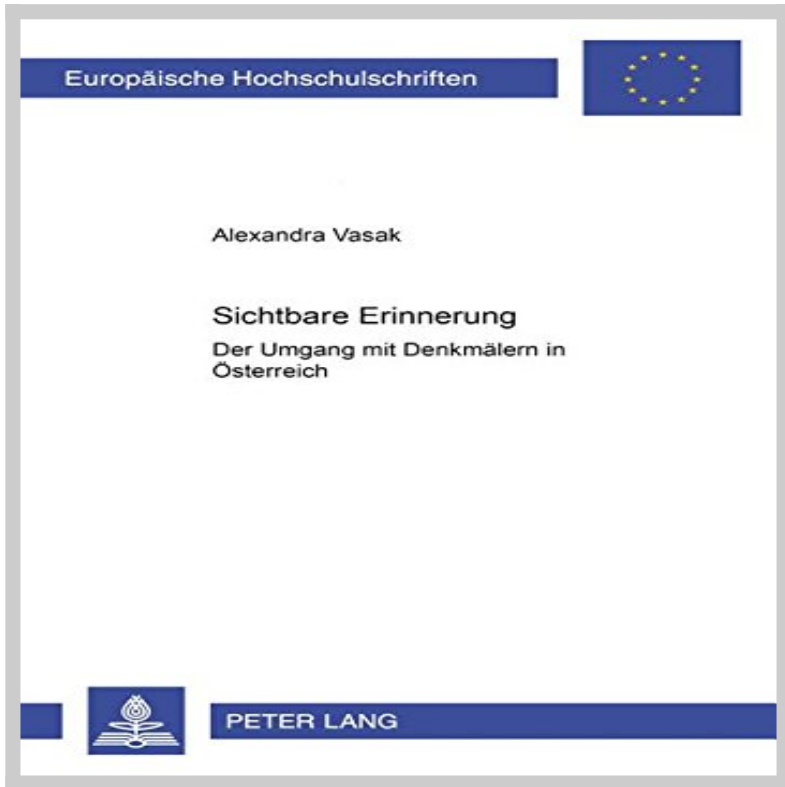 Europäische Hochschulschriften
Alexandra Vasak
Sichtbare Erinnerung
Der Umgang mit Denkmälern in
Österreich
PETER LANG